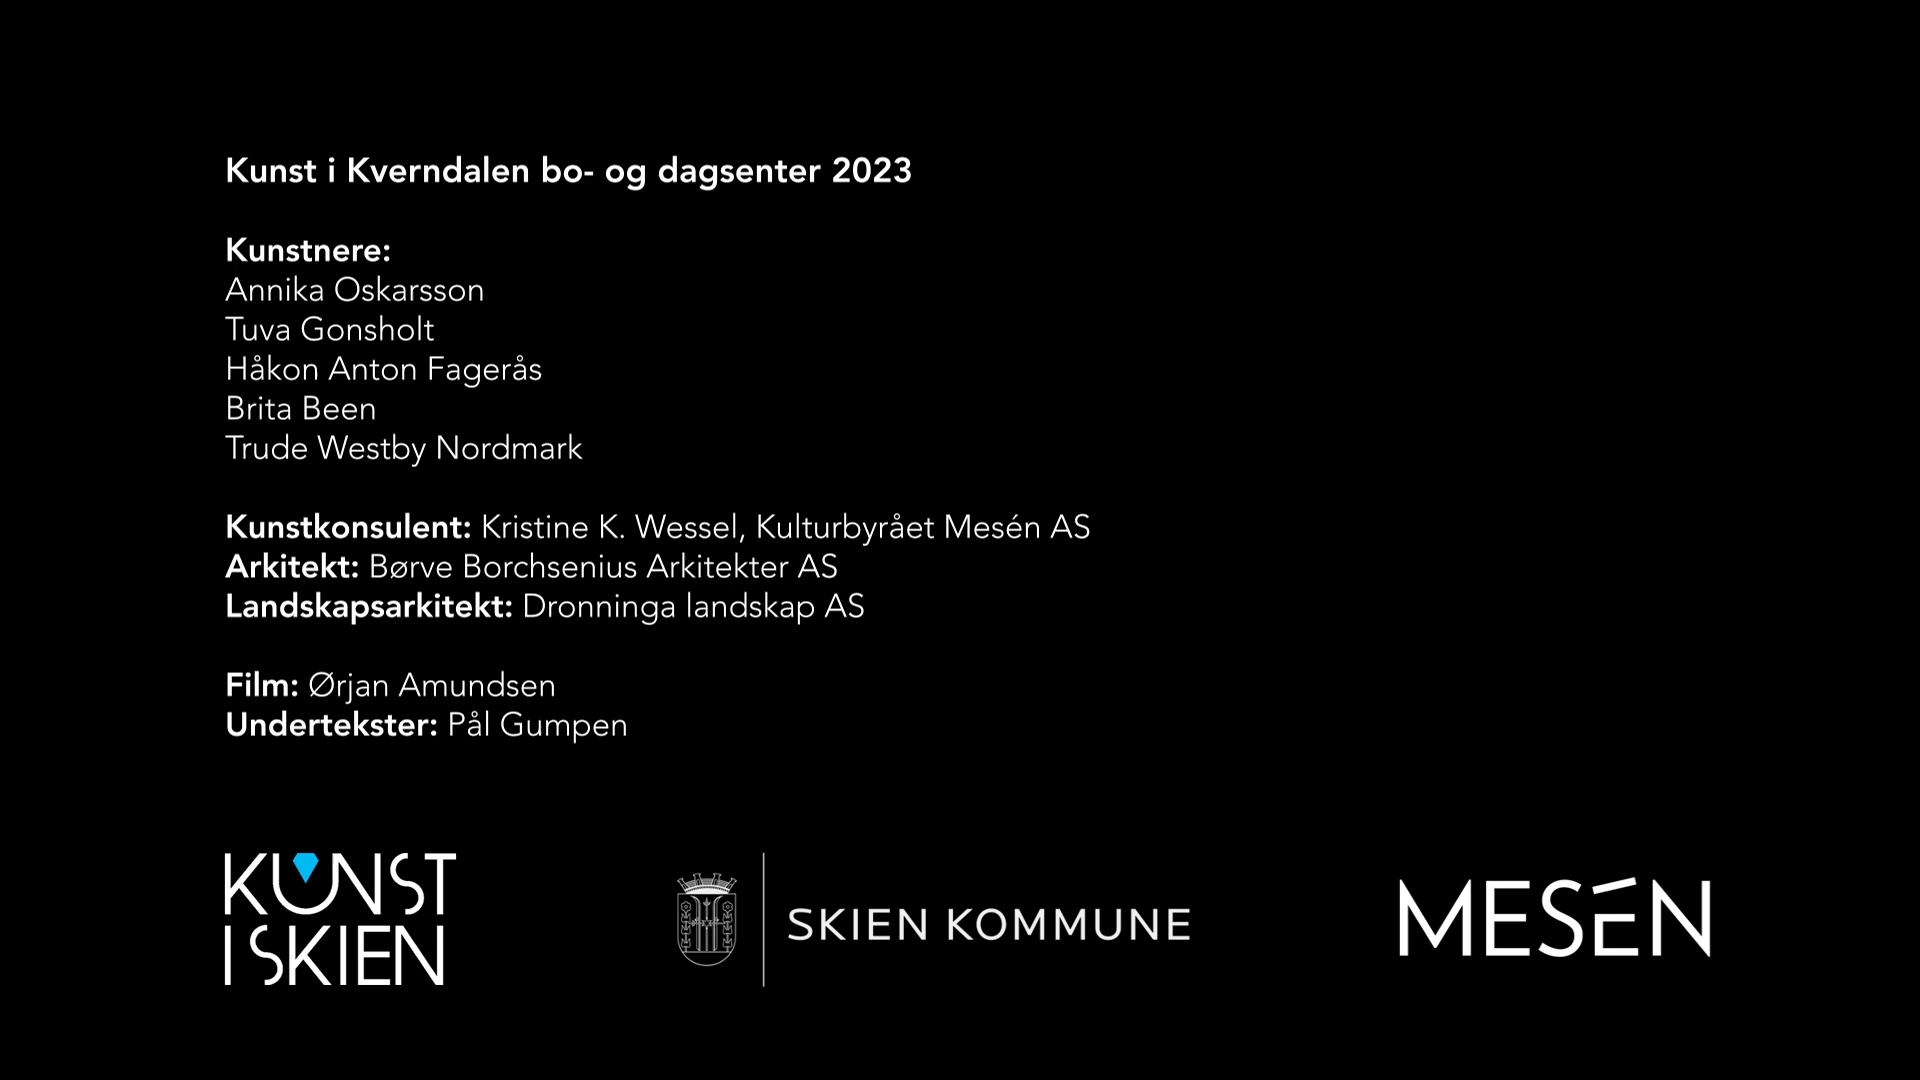 Kunst i Kverndalen bo- og dagsenter 2023
Kunstnere:
Annika Oskarsson
Tuva Gonsholt
Håkon Anton Fagerås
Brita Been
Trude Westby Nordmark
Kunstkonsulent: Kristine K. Wessel, Kulturbyrået Mesén AS
Arkitekt: Børve Borchsenius Arkitekter AS
Landskapsarkitekt: Dronninga landskap AS
Film: Ørjan Amundsen
Undertekster: Pål Gumpen
KUNST
I SKIEN
SKIEN KOMMUNE
MESÉN